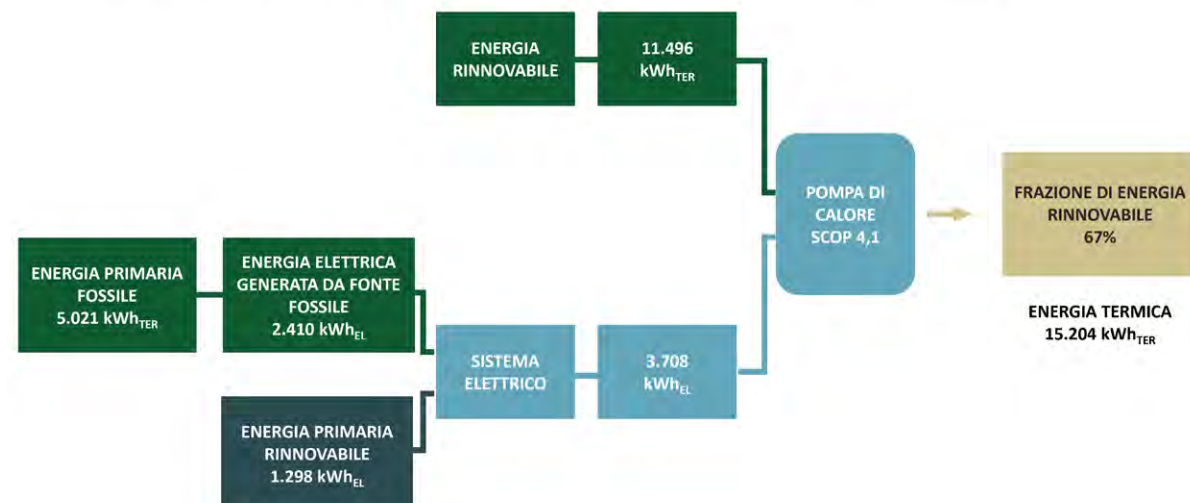 ENERGIA
RINNOVABILE
11.496
kWhTER
POMPA DI
CALORE
SCOP 4,1
FRAZIONE DI ENERGIA
RINNOVABILE
67%
ENERGIA TERMICA
15.204 kWhTER
ENERGIA PRIMARIA
FOSSILE
5.021 kWhTER
ENERGIA ELETTRICA
GENERATA DA FONTE
FOSSILE
2.410 kWhEL
SISTEMA
ELETTRICO
3.708
kWhEL
ENERGIA PRIMARIA
RINNOVABILE
1.298 kWhEL